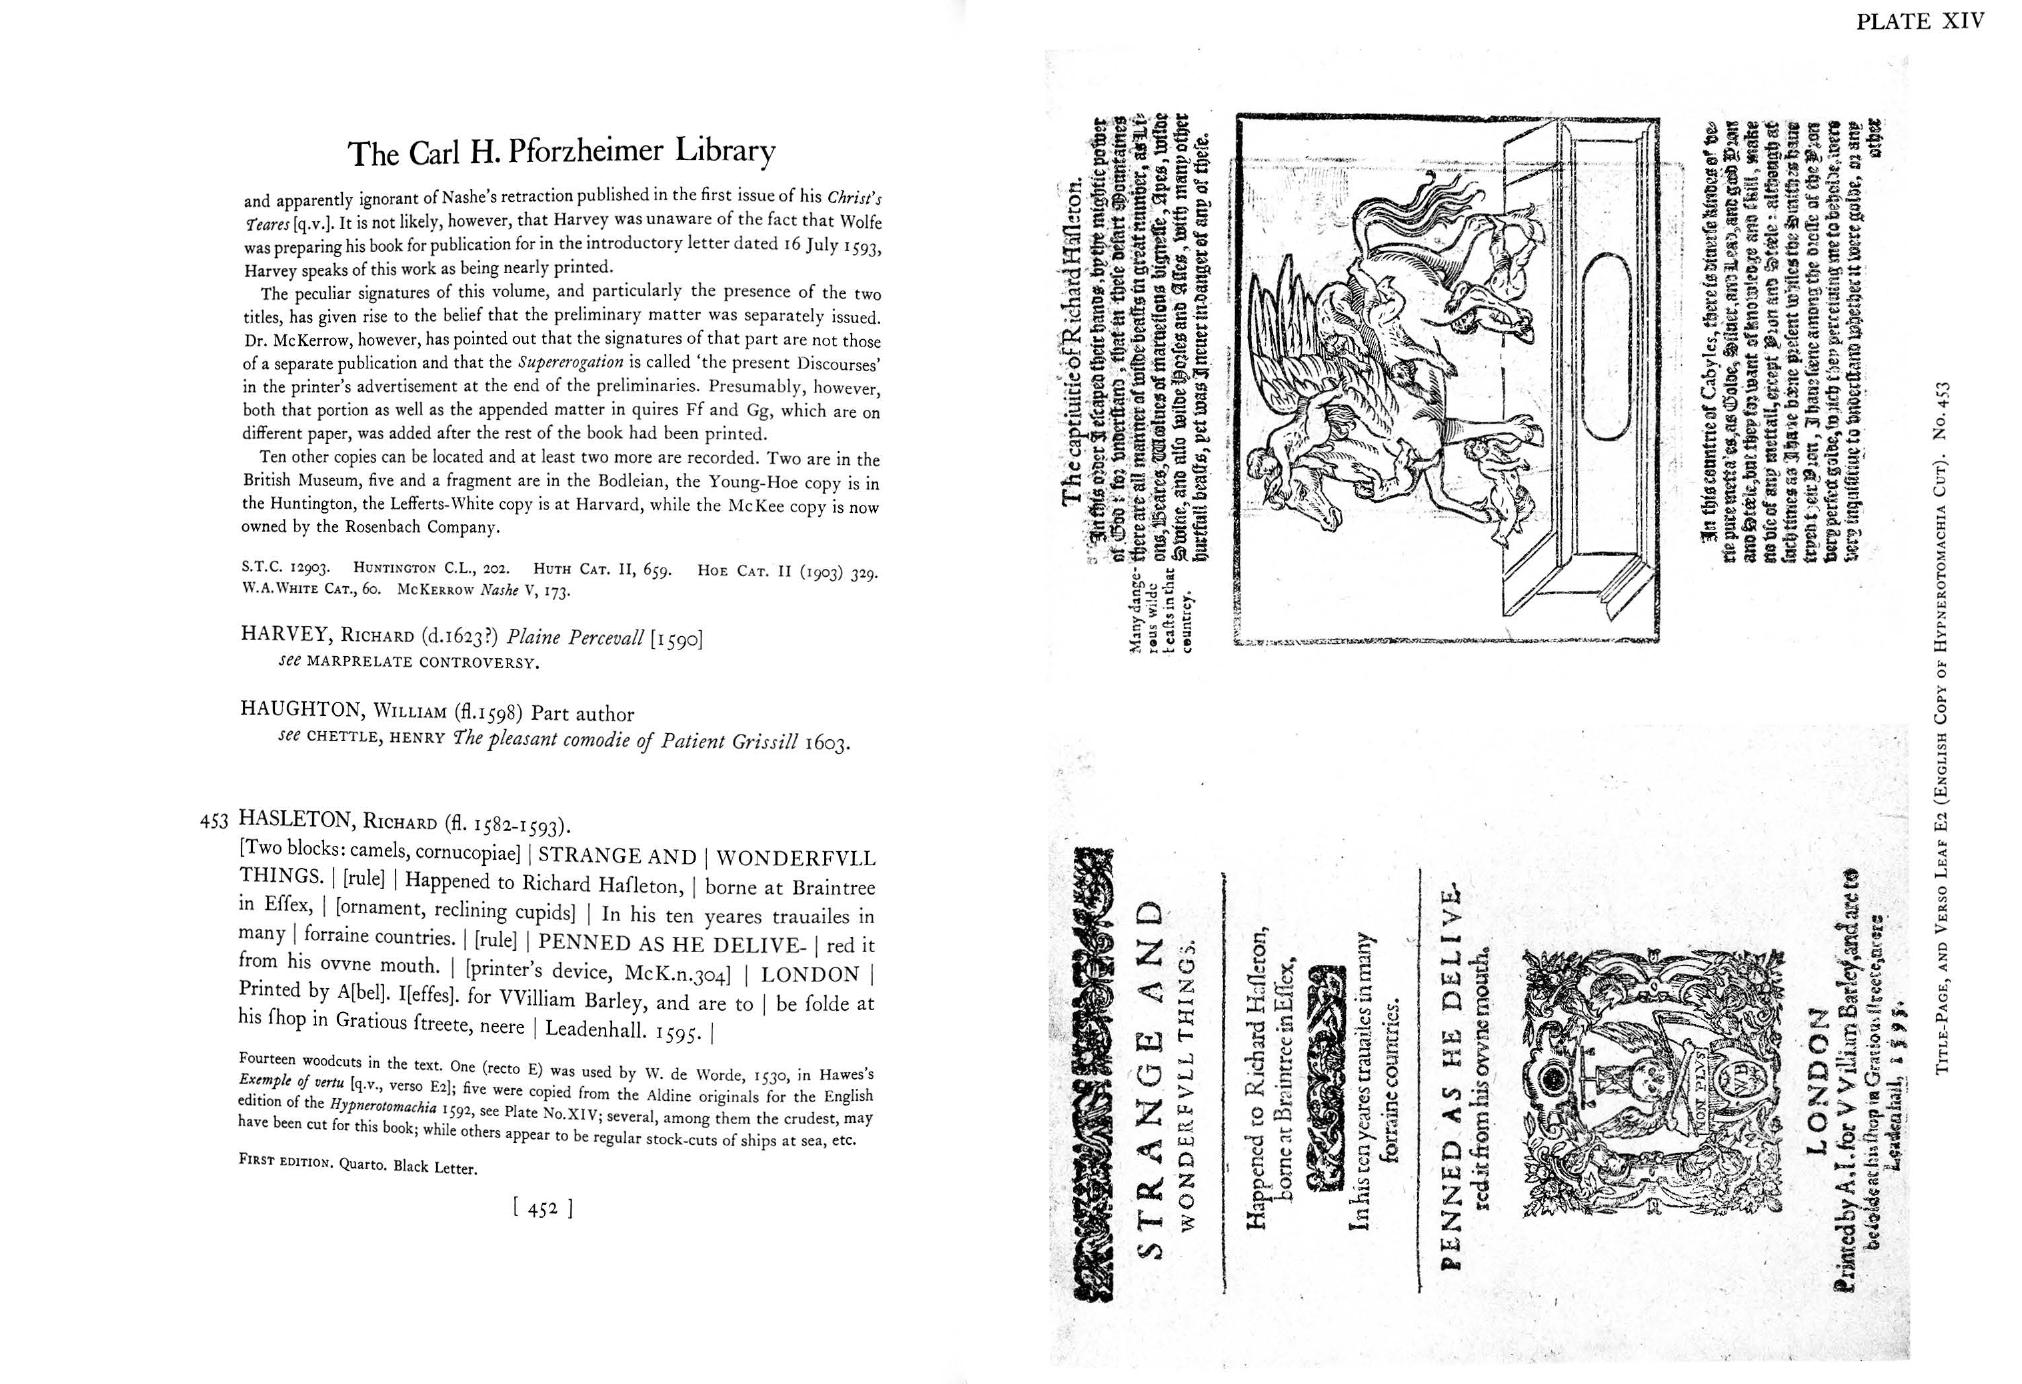 The Carl H. Pforzheimer Library
and apparently ignorant of Nashe's retraction published in the first issue of his Christ's
Teares [q.v.]. It is not likely, however, that Harvey was unaware of the fact that Wolfe
was preparing his book for publication for in the introductory letter dated 16 July 1593,
Harvey speaks of this work as being nearly printed.
The peculiar signatures of this volume, and particularly the presence of the two
titles, has given rise to the belief that the preliminary matter was separately issued.
Dr. McKerrow, however, has pointed out that the signatures of that part are not those
of a separate publication and that the Supererogation is called ‘the present Discourses’
in the printer's advertisement at the end of the preliminaries. Presumably, however,
both that portion as well as the appended matter in quires Ff and Gg, which are on
different paper, was added after the rest of the book had been printed.
Ten other copies can be located and at least two more are recorded. Two are in the
British Museum, five and a fragment are in the Bodleian, the Young-Hoe copy is in
the Huntington, the Lefferts-White copy is at Harvard, while the McKee copy is now
owned by the Rosenbach Company.
S.T.C. 12903. Huntington C.L., 202. Huth Cat. II, 659. Hoe Cat. II (1903) 329.
W.A.White Cat., 60. McKerrow Nashe V, 173.
HARVEY, Richard (d.1623?) Plaine Percevall [1590]
see MARPRELATE CONTROVERSY.
HAUGHTON, William (fl.1598) Part author
see CHETTLE, HENRY The pleasant comodie of Patient Grissill 1603.
453 HASLETON, Richard (fl. 1582-1593).
[Two blocks: camels, cornucopiae] | STRANGE AND | WONDERFVLL
THINGS. | [rule] | Happened to Richard Haſleton, | borne at Braintree
in Eſſex, | [ornament, reclining cupids] | In his ten yeares trauailes in
many | forraine countries. | [rule] | PENNED AS HE DELIVE- | red it
from his ovvne mouth. | [printer's device, McK.n.304] | LONDON |
Printed by A[bel]. I[effes]. for VVilliam Barley, and are to | be ſolde at
his ſhop in Gratious ſtreete, neere | Leadenhall. 1595. |
Fourteen woodcuts in the text. One (recto E) was used by W. de Worde, 1530, in Hawes's
Exemple of vertu [q.v., verso E2]; five were copied from the Aldine originals for the English
edition of the Hypnerotomachia 1592, see Plate No.XIV; several, among them the crudest, may
have been cut for this book; while others appear to be regular stock-cuts of ships at sea, etc.
First edition. Quarto. Black Letter.
[ 452 ]
PLATE XIV
STRANGE AND
WONDERFVLL THINGS.
Happened to Richard Haſleton,
borne at Braintree in Eſſex,
In his ten yeares trauailes in many
forraine countries.
PENNED AS HE DELIVE-
red it from his ovvne mouth.
NON PLVS
WB
LONDON
Printed by A.I. for VVilliam Barley, and are to
be ſolde at his ſhop in Gratious ſtreete, neere
Leadenhall, 1595.
The captiuitie of Richard Haſleton.
In this order I eſcaped their hands, by the mightie power
of God: for vnderſtand, that in theſe deſart Mountaines
there are all manner of wilde beaſts in great number, as Li-
ons, Beares, Wolues of maruellous bigneſſe, Apes, wilde
Swine, and alſo wilde Horſes and Aſſes, with many other
hurtfull beaſts, yet was I neuer in danger of any of theſe.
Many dange-
rous wilde
beaſts in that
countrey.
In this countrie of Cabyles, there is diuerſe kindes of ve-
rie pure mettales, as Golde, Siluer, and Lead, and good Yron
and Steele, but they for want of knowledge and ſkill, make
no vſe of any mettall, except Yron and Steele: although at
ſuch times as I haue beene preſent whiles the Smithes haue
tryed their Yron, I haue ſeene among the droſſe of the Yron
very perfect Golde, which they perceiuing me to behold, were
very inquiſitiue to vnderſtand whether it were golde, or any
other
Title-Page, and Verso Leaf E2 (English Copy of Hypnerotomachia Cut). No. 453